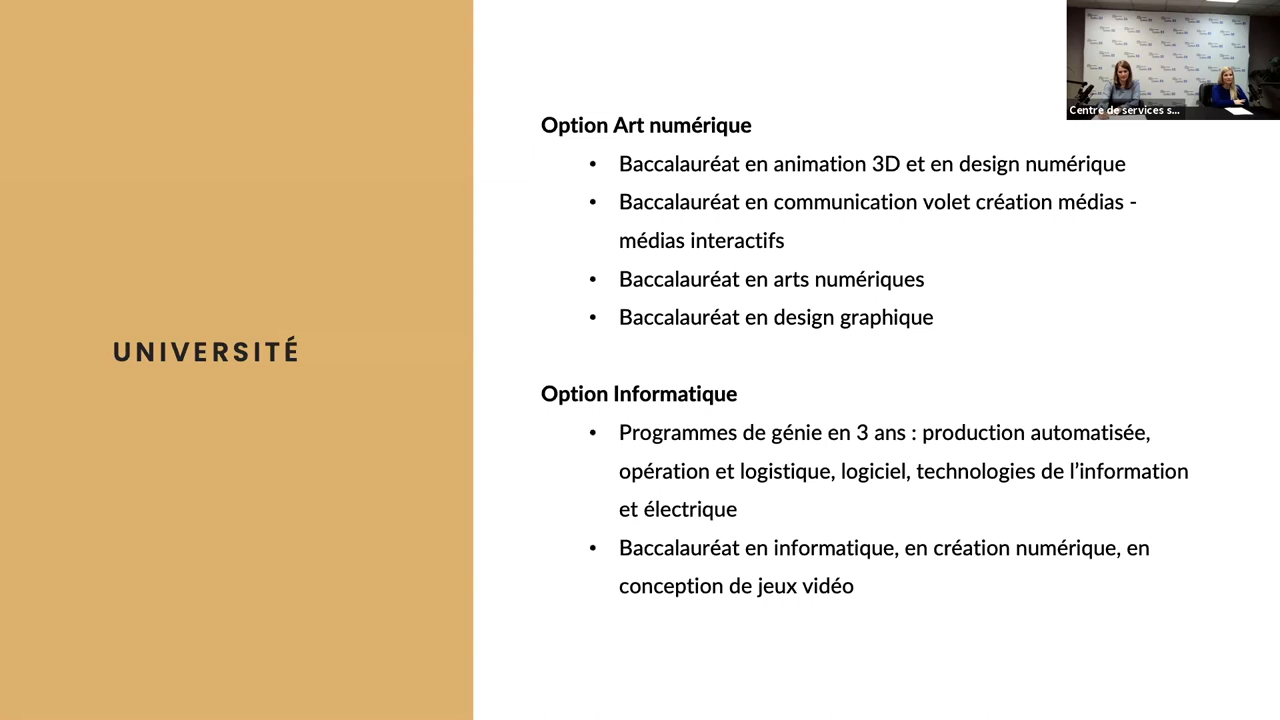 Centre de services s...
Option Art numérique
• Baccalauréat en animation 3D et en design numérique
• Baccalauréat en communication volet création médias -
médias interactifs
• Baccalauréat en arts numériques
• Baccalauréat en design graphique
UNIVERSITÉ
Option Informatique
• Programmes de génie en 3 ans : production automatisée,
opération et logistique, logiciel, technologies de l’information
et électrique
• Baccalauréat en informatique, en création numérique, en
conception de jeux vidéo